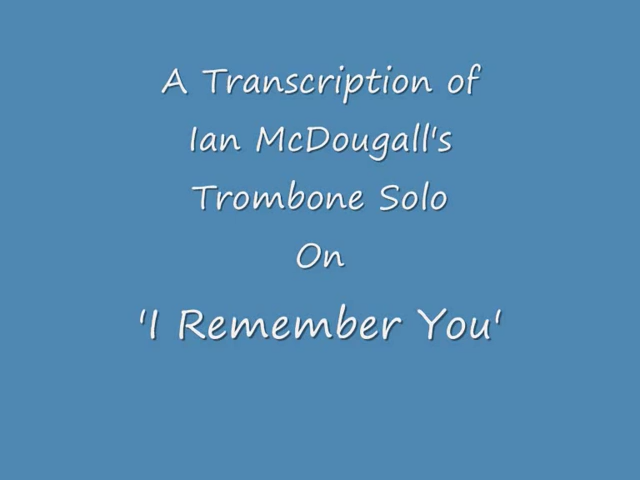 A Transcription of
Ian McDougall's
Trombone Solo
On
'I Remember You'